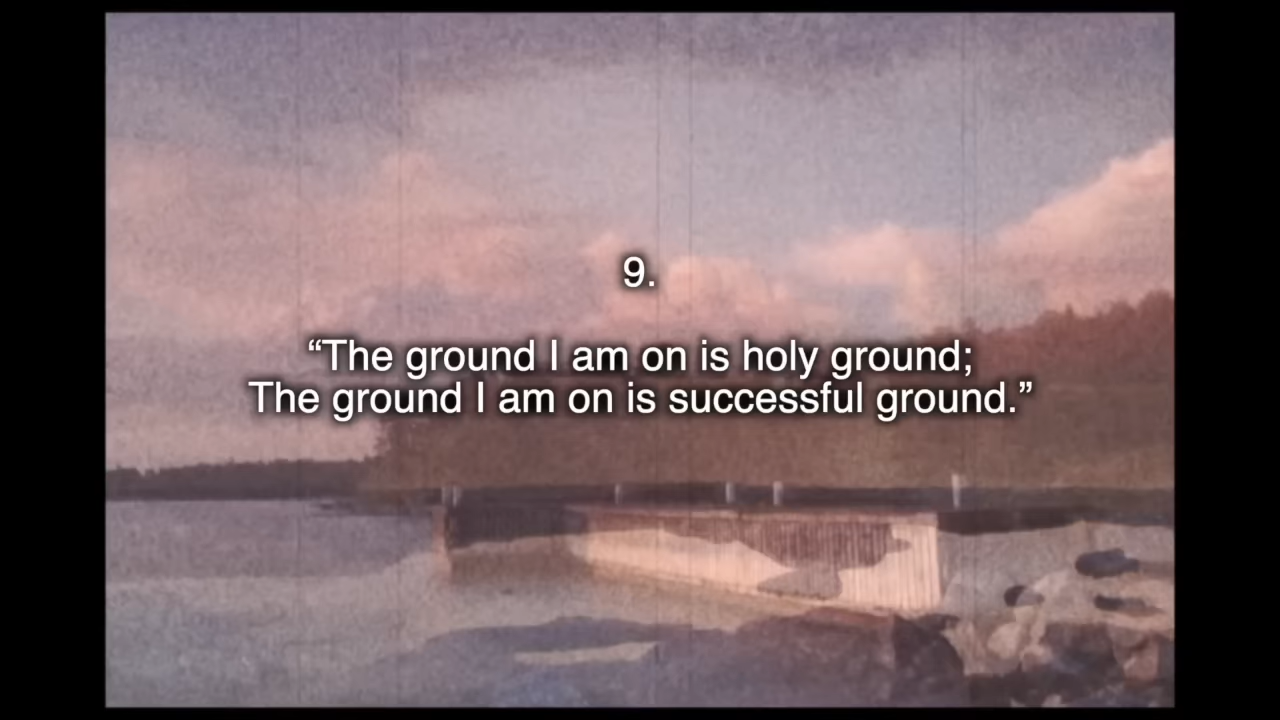 9.
“The ground I am on is holy ground;
The ground I am on is successful ground.”